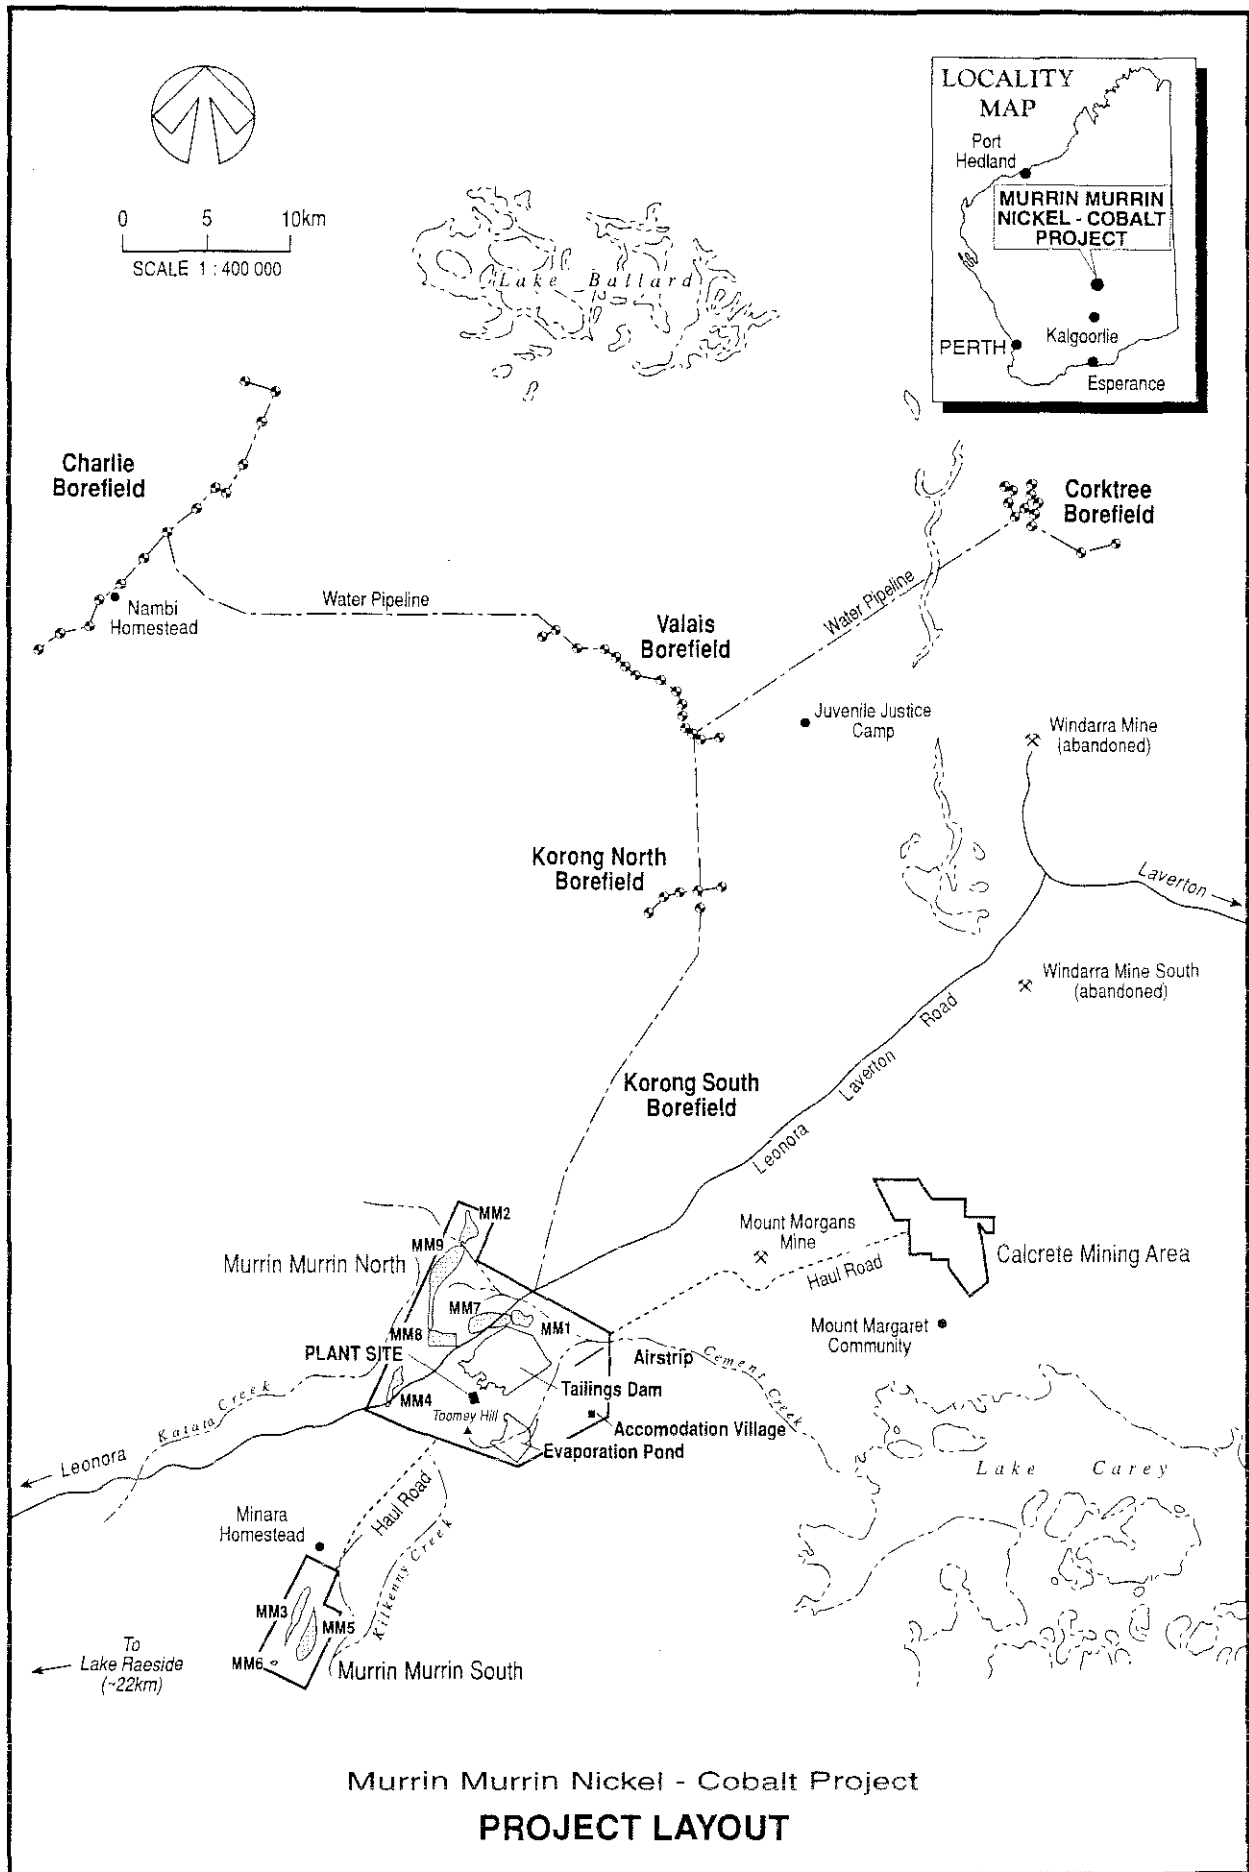 LOCALITY
MAP
Port
Hedland
MURRIN MURRIN
NICKEL - COBALT
PROJECT
PERTH
Kalgoorlie
Esperance
0 5 10km
SCALE 1 : 400 000
Lake Ballard
Charlie
Borefield
Corktree
Borefield
Nambi
Homestead
Water Pipeline
Valais
Borefield
Water Pipeline
Juvenile Justice
Camp
Windarra Mine
(abandoned)
Korong North
Borefield
Laverton
Windarra Mine South
(abandoned)
Korong South
Borefield
Leonora Laverton Road
MM2
MM9
Murrin Murrin North
Mount Morgans
Mine
Haul Road
Calcrete Mining Area
MM7
MM1
MM8
PLANT SITE
Mount Margaret
Community
Airstrip
Cement Creek
Katata Creek
MM4
Tailings Dam
Toomey Hill
Accomodation Village
Evaporation Pond
Leonora
Lake Carey
Haul Road
Minara
Homestead
Kilkenny Creek
MM3
MM5
MM6
To
Lake Raeside
(~22km)
Murrin Murrin South
Murrin Murrin Nickel - Cobalt Project
PROJECT LAYOUT